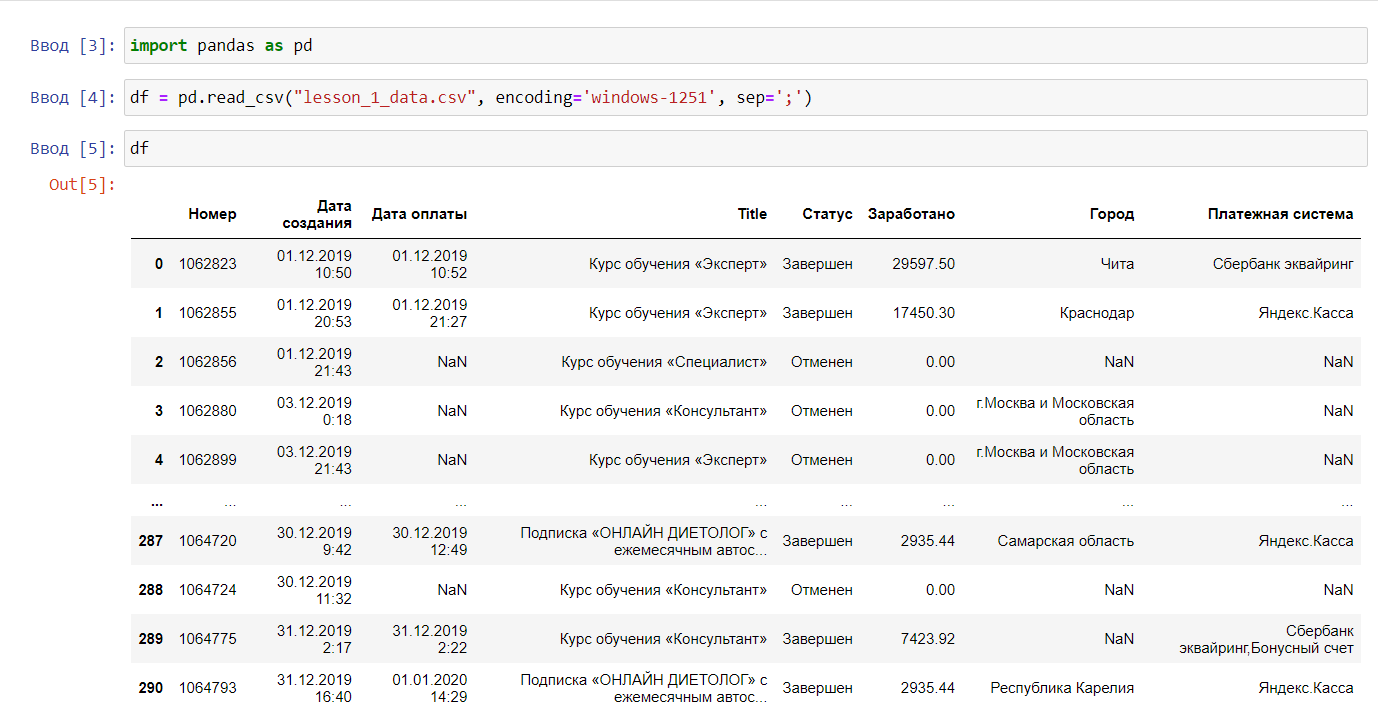 Ввод [3]: import pandas as pd
Ввод [4]: df = pd.read_csv("lesson_1_data.csv", encoding='windows-1251', sep=';')
Ввод [5]: df
Out[5]:
Номер Дата создания Дата оплаты Title Статус Заработано Город Платежная система
0 1062823 01.12.2019 10:50 01.12.2019 10:52 Курс обучения «Эксперт» Завершен 29597.50 Чита Сбербанк эквайринг
1 1062855 01.12.2019 20:53 01.12.2019 21:27 Курс обучения «Эксперт» Завершен 17450.30 Краснодар Яндекс.Касса
2 1062856 01.12.2019 21:43 NaN Курс обучения «Специалист» Отменен 0.00 NaN NaN
3 1062880 03.12.2019 0:18 NaN Курс обучения «Консультант» Отменен 0.00 г.Москва и Московская область NaN
4 1062899 03.12.2019 21:43 NaN Курс обучения «Эксперт» Отменен 0.00 г.Москва и Московская область NaN
... ... ... ... ... ... ... ... ...
287 1064720 30.12.2019 9:42 30.12.2019 12:49 Подписка «ОНЛАЙН ДИЕТОЛОГ» с ежемесячным автос... Завершен 2935.44 Самарская область Яндекс.Касса
288 1064724 30.12.2019 11:32 NaN Курс обучения «Консультант» Отменен 0.00 NaN NaN
289 1064775 31.12.2019 2:17 31.12.2019 2:22 Курс обучения «Консультант» Завершен 7423.92 NaN Сбербанк эквайринг,Бонусный счет
290 1064793 31.12.2019 16:40 01.01.2020 14:29 Подписка «ОНЛАЙН ДИЕТОЛОГ» с ежемесячным автос... Завершен 2935.44 Республика Карелия Яндекс.Касса